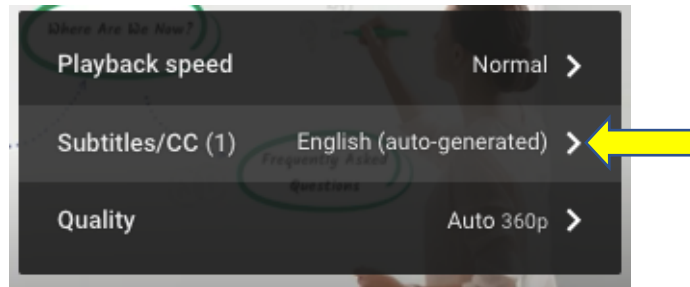 Where Are We Now?
Playback speed Normal
Subtitles/CC (1) English (auto-generated)
Frequently Asked
Questions
Quality Auto 360p